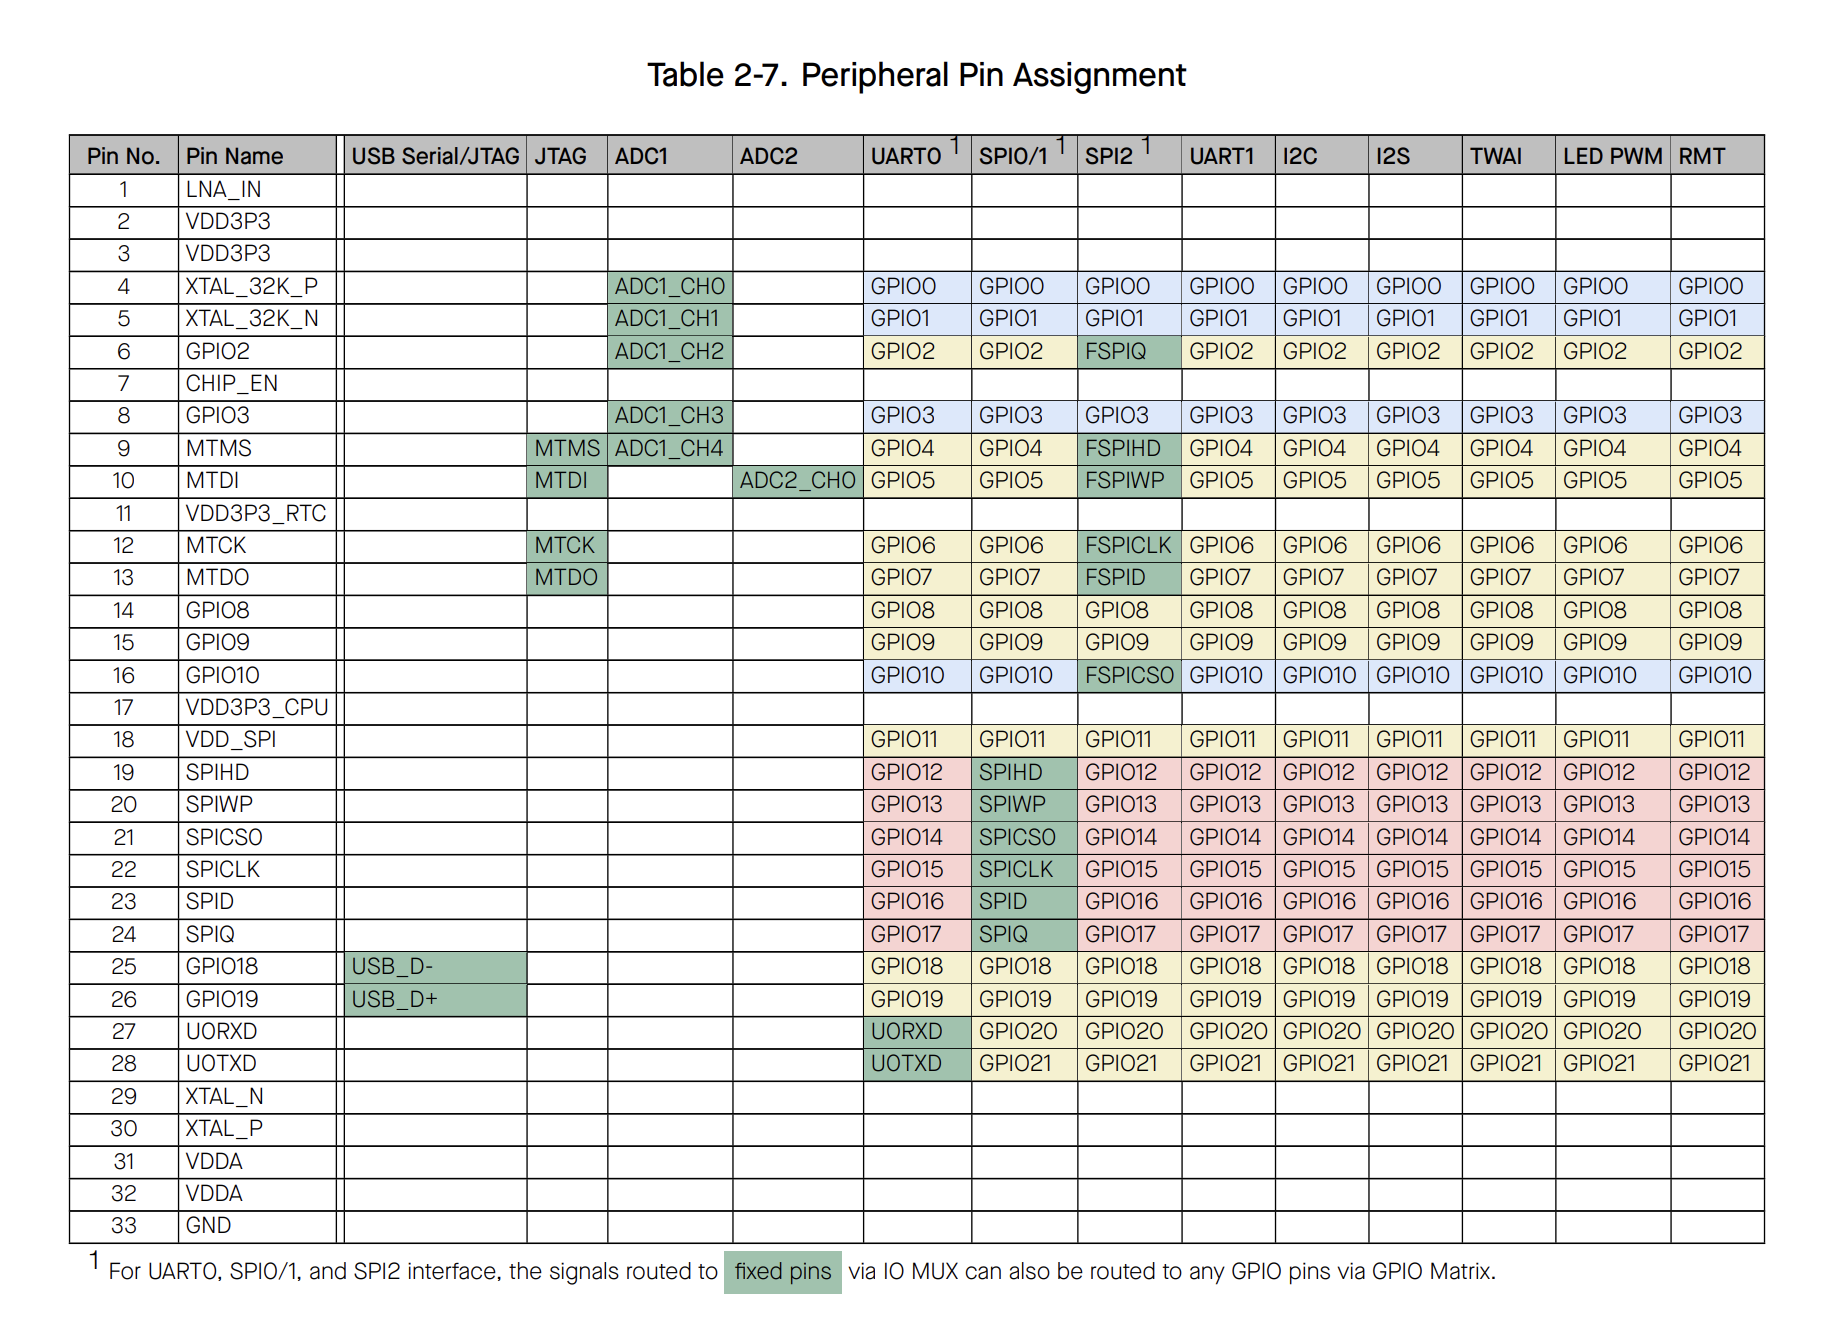 Table 2-7. Peripheral Pin Assignment
Pin No. Pin Name USB Serial/JTAG JTAG ADC1 ADC2 UART0 1 SPI0/1 1 SPI2 1 UART1 I2C I2S TWAI LED PWM RMT
1 LNA_IN
2 VDD3P3
3 VDD3P3
4 XTAL_32K_P ADC1_CH0 GPIO0 GPIO0 GPIO0 GPIO0 GPIO0 GPIO0 GPIO0 GPIO0 GPIO0
5 XTAL_32K_N ADC1_CH1 GPIO1 GPIO1 GPIO1 GPIO1 GPIO1 GPIO1 GPIO1 GPIO1 GPIO1
6 GPIO2 ADC1_CH2 GPIO2 GPIO2 FSPIQ GPIO2 GPIO2 GPIO2 GPIO2 GPIO2 GPIO2
7 CHIP_EN
8 GPIO3 ADC1_CH3 GPIO3 GPIO3 GPIO3 GPIO3 GPIO3 GPIO3 GPIO3 GPIO3 GPIO3
9 MTMS MTMS ADC1_CH4 GPIO4 GPIO4 FSPIHD GPIO4 GPIO4 GPIO4 GPIO4 GPIO4 GPIO4
10 MTDI MTDI ADC2_CH0 GPIO5 GPIO5 FSPIWP GPIO5 GPIO5 GPIO5 GPIO5 GPIO5 GPIO5
11 VDD3P3_RTC
12 MTCK MTCK GPIO6 GPIO6 FSPICLK GPIO6 GPIO6 GPIO6 GPIO6 GPIO6 GPIO6
13 MTDO MTDO GPIO7 GPIO7 FSPID GPIO7 GPIO7 GPIO7 GPIO7 GPIO7 GPIO7
14 GPIO8 GPIO8 GPIO8 GPIO8 GPIO8 GPIO8 GPIO8 GPIO8 GPIO8 GPIO8
15 GPIO9 GPIO9 GPIO9 GPIO9 GPIO9 GPIO9 GPIO9 GPIO9 GPIO9 GPIO9
16 GPIO10 GPIO10 GPIO10 FSPICS0 GPIO10 GPIO10 GPIO10 GPIO10 GPIO10 GPIO10
17 VDD3P3_CPU
18 VDD_SPI GPIO11 GPIO11 GPIO11 GPIO11 GPIO11 GPIO11 GPIO11 GPIO11 GPIO11
19 SPIHD GPIO12 SPIHD GPIO12 GPIO12 GPIO12 GPIO12 GPIO12 GPIO12 GPIO12
20 SPIWP GPIO13 SPIWP GPIO13 GPIO13 GPIO13 GPIO13 GPIO13 GPIO13 GPIO13
21 SPICS0 GPIO14 SPICS0 GPIO14 GPIO14 GPIO14 GPIO14 GPIO14 GPIO14 GPIO14
22 SPICLK GPIO15 SPICLK GPIO15 GPIO15 GPIO15 GPIO15 GPIO15 GPIO15 GPIO15
23 SPID GPIO16 SPID GPIO16 GPIO16 GPIO16 GPIO16 GPIO16 GPIO16 GPIO16
24 SPIQ GPIO17 SPIQ GPIO17 GPIO17 GPIO17 GPIO17 GPIO17 GPIO17 GPIO17
25 GPIO18 USB_D- GPIO18 GPIO18 GPIO18 GPIO18 GPIO18 GPIO18 GPIO18 GPIO18 GPIO18
26 GPIO19 USB_D+ GPIO19 GPIO19 GPIO19 GPIO19 GPIO19 GPIO19 GPIO19 GPIO19 GPIO19
27 U0RXD U0RXD GPIO20 GPIO20 GPIO20 GPIO20 GPIO20 GPIO20 GPIO20 GPIO20
28 U0TXD U0TXD GPIO21 GPIO21 GPIO21 GPIO21 GPIO21 GPIO21 GPIO21 GPIO21
29 XTAL_N
30 XTAL_P
31 VDDA
32 VDDA
33 GND
1 For UART0, SPI0/1, and SPI2 interface, the signals routed to fixed pins via IO MUX can also be routed to any GPIO pins via GPIO Matrix.